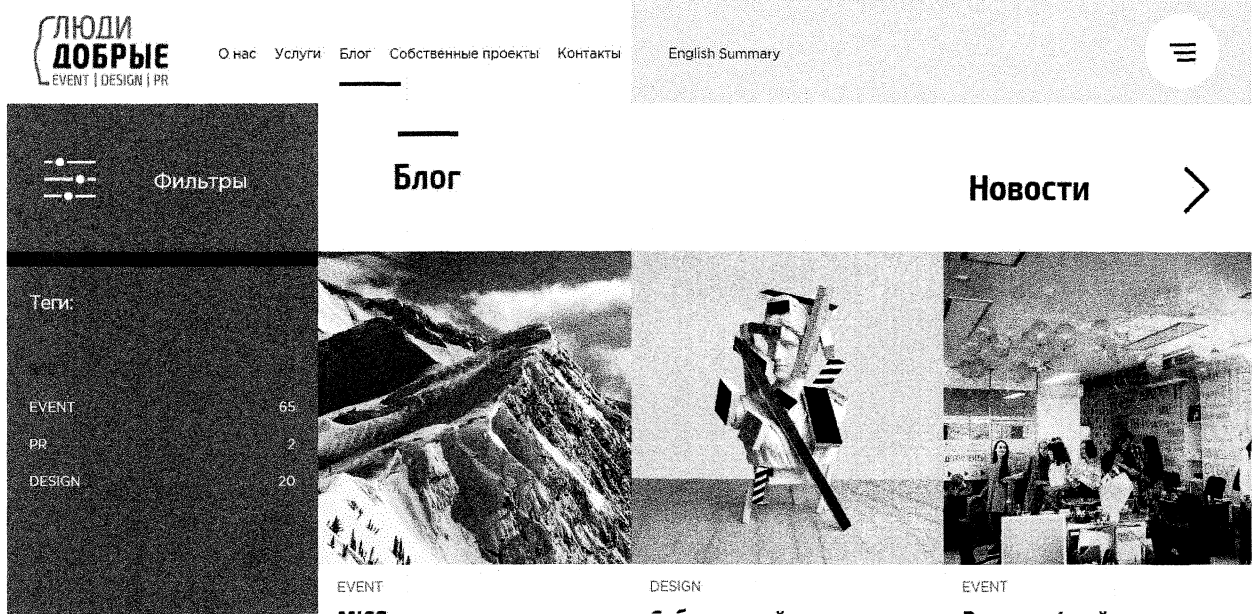 ЛЮДИ
ДОБРЫЕ
EVENT | DESIGN | PR
О нас Услуги Блог Собственные проекты Контакты English Summary
Фильтры
Блог
Новости
Теги:
EVENT 65
PR 2
DESIGN 20
EVENT
DESIGN
EVENT